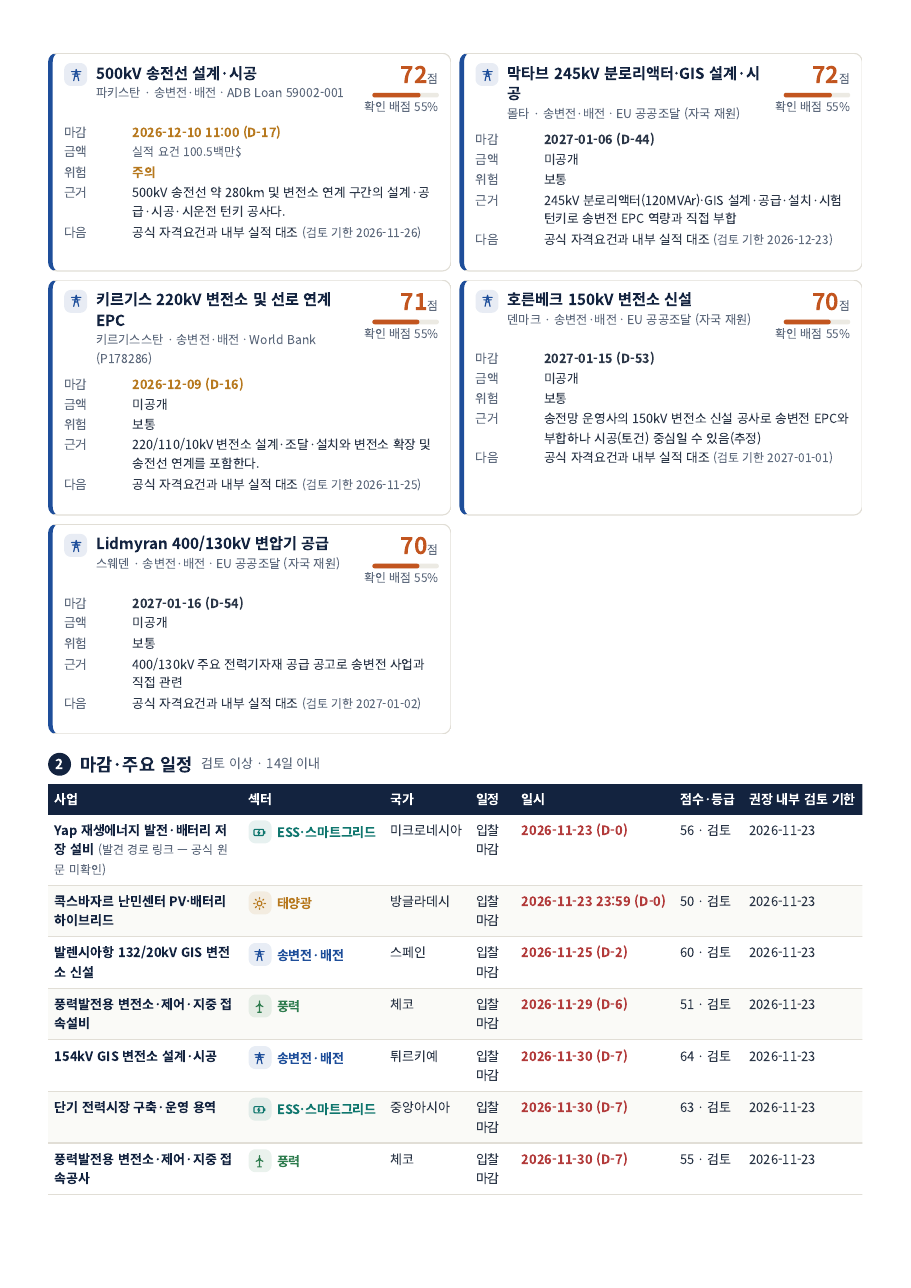 500kV 송전선 설계·시공
72점
파키스탄 · 송변전·배전 · ADB Loan 59002-001
확인 배점 55%
마감 2026-12-10 11:00 (D-17)
금액 실적 요건 100.5백만$
위험 주의
근거 500kV 송전선 약 280km 및 변전소 연계 구간의 설계·공
급·시공·시운전 턴키 공사다.
다음 공식 자격요건과 내부 실적 대조 (검토 기한 2026-11-26)
막타브 245kV 분로리액터·GIS 설계·시
공
72점
몰타 · 송변전·배전 · EU 공공조달 (자국 재원)
확인 배점 55%
마감 2027-01-06 (D-44)
금액 미공개
위험 보통
근거 245kV 분로리액터(120MVAr)·GIS 설계·공급·설치·시험
턴키로 송변전 EPC 역량과 직접 부합
다음 공식 자격요건과 내부 실적 대조 (검토 기한 2026-12-23)
키르기스 220kV 변전소 및 선로 연계
EPC
71점
키르기스스탄 · 송변전·배전 · World Bank
(P178286)
확인 배점 55%
마감 2026-12-09 (D-16)
금액 미공개
위험 보통
근거 220/110/10kV 변전소 설계·조달·설치와 변전소 확장 및
송전선 연계를 포함한다.
다음 공식 자격요건과 내부 실적 대조 (검토 기한 2026-11-25)
호른베크 150kV 변전소 신설
70점
덴마크 · 송변전·배전 · EU 공공조달 (자국 재원)
확인 배점 55%
마감 2027-01-15 (D-53)
금액 미공개
위험 보통
근거 송전망 운영사의 150kV 변전소 신설 공사로 송변전 EPC와
부합하나 시공(토건) 중심일 수 있음(추정)
다음 공식 자격요건과 내부 실적 대조 (검토 기한 2027-01-01)
Lidmyran 400/130kV 변압기 공급
70점
스웨덴 · 송변전·배전 · EU 공공조달 (자국 재원)
확인 배점 55%
마감 2027-01-16 (D-54)
금액 미공개
위험 보통
근거 400/130kV 주요 전력기자재 공급 공고로 송변전 사업과
직접 관련
다음 공식 자격요건과 내부 실적 대조 (검토 기한 2027-01-02)
2 마감·주요 일정 검토 이상 · 14일 이내
사업 섹터 국가 일정 일시 점수·등급 권장 내부 검토 기한
Yap 재생에너지 발전·배터리 저 ESS·스마트그리드 미크로네시아 입찰 2026-11-23 (D-0) 56 · 검토 2026-11-23
장 설비 (발견 경로 링크 — 공식 원 마감
문 미확인)
콕스바자르 난민센터 PV·배터리 태양광 방글라데시 입찰 2026-11-23 23:59 (D-0) 50 · 검토 2026-11-23
하이브리드 마감
발렌시아항 132/20kV GIS 변전 송변전·배전 스페인 입찰 2026-11-25 (D-2) 60 · 검토 2026-11-23
소 신설 마감
풍력발전용 변전소·제어·지중 접 풍력 체코 입찰 2026-11-29 (D-6) 51 · 검토 2026-11-23
속설비 마감
154kV GIS 변전소 설계·시공 송변전·배전 튀르키예 입찰 2026-11-30 (D-7) 64 · 검토 2026-11-23
마감
단기 전력시장 구축·운영 용역 ESS·스마트그리드 중앙아시아 입찰 2026-11-30 (D-7) 63 · 검토 2026-11-23
마감
풍력발전용 변전소·제어·지중 접 풍력 체코 입찰 2026-11-30 (D-7) 55 · 검토 2026-11-23
속공사 마감